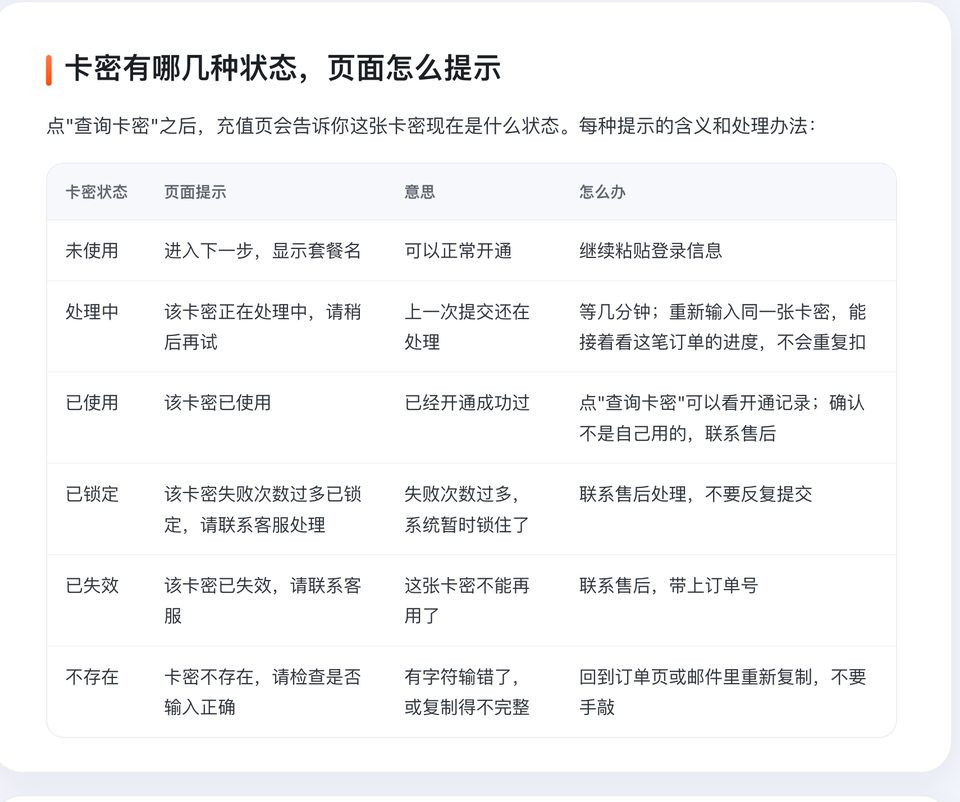 卡密有哪几种状态，页面怎么提示
点"查询卡密"之后，充值页会告诉你这张卡密现在是什么状态。每种提示的含义和处理办法：
卡密状态 页面提示 意思 怎么办
未使用 进入下一步，显示套餐名 可以正常开通 继续粘贴登录信息
处理中 该卡密正在处理中，请稍 上一次提交还在 等几分钟；重新输入同一张卡密，能
后再试 处理 接着看这笔订单的进度，不会重复扣
已使用 该卡密已使用 已经开通成功过 点"查询卡密"可以看开通记录；确认
不是自己用的，联系售后
已锁定 该卡密失败次数过多已锁 失败次数过多， 联系售后处理，不要反复提交
定，请联系客服处理 系统暂时锁住了
已失效 该卡密已失效，请联系客 这张卡密不能再 联系售后，带上订单号
服 用了
不存在 卡密不存在，请检查是否 有字符输错了， 回到订单页或邮件里重新复制，不要
输入正确 或复制得不完整 手敲